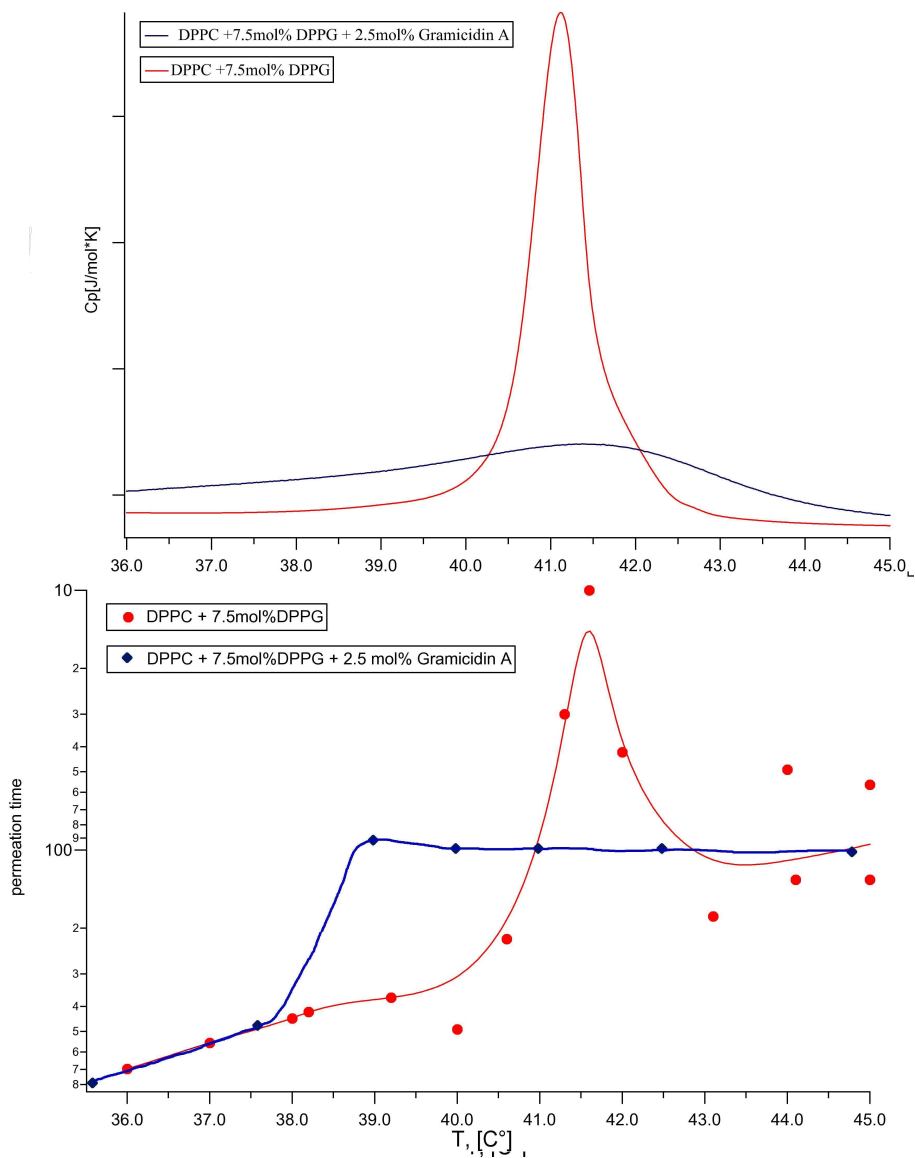 DPPC +7.5mol% DPPG + 2.5mol% Gramicidin A
DPPC +7.5mol% DPPG
Cp[J/mol*K]
36.0 37.0 38.0 39.0 40.0 41.0 42.0 43.0 44.0 45.0
10
DPPC + 7.5mol%DPPG
DPPC + 7.5mol%DPPG + 2.5 mol% Gramicidin A
2
3
4
5
6
7
8
9
100
2
3
4
5
6
7
8
permeation time
36.0 37.0 38.0 39.0 40.0 41.0 42.0 43.0 44.0 45.0
T, [C°]